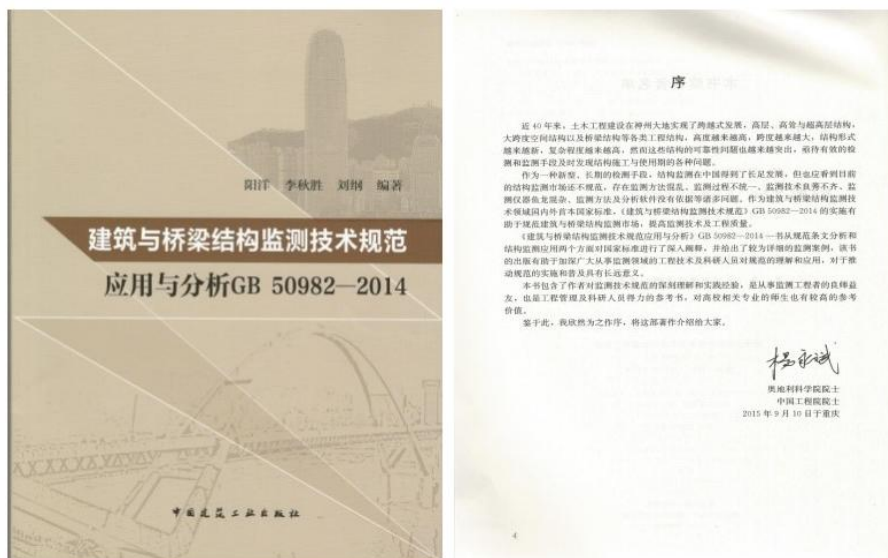 阳洋 李秋胜 刘纲 编著
建筑与桥梁结构监测技术规范
应用与分析GB 50982—2014
中国建筑工业出版社
序
近 40 年来，土木工程建设在神州大地实现了跨越式发展，高层、高耸与超高层结构，
大跨度空间结构以及桥梁结构等各类工程结构，高度越来越高，跨度越来越大，结构形式
越来越新，复杂程度越来越高，然而这些结构的可靠性问题也越来越突出，亟待有效的检
测和监测手段及时发现结构施工与使用期的各种问题。
作为一种新型、长期的检测手段，结构监测在中国得到了长足发展，但也应看到目前
的结构监测市场还不规范，存在监测方法混乱、监测过程不统一、监测技术良莠不齐、监
测仪器鱼龙混杂、监测方法及分析软件没有依据等诸多问题。作为建筑与桥梁结构监测技
术领域国内外首本国家标准，《建筑与桥梁结构监测技术规范》GB 50982—2014 的实施有
助于规范建筑与桥梁结构监测市场，提高监测技术及工程质量。
《建筑与桥梁结构监测技术规范应用与分析》GB 50982—2014 一书从规范条文分析和
结构监测应用两个方面对国家标准进行了深入阐释，并给出了较为详细的监测案例，该书
的出版有助于加深广大从事监测领域的工程技术及科研人员对规范的理解和应用，对于推
动规范的实施和普及具有长远意义。
本书包含了作者对监测技术规范的深刻理解和实践经验，是从事监测工程者的良师益
友，也是工程管理及科研人员得力的参考书，对高校相关专业的师生也有较高的参考
价值。
鉴于此，我欣然为之作序，将这部著作介绍给大家。
杨永斌
奥地利科学院院士
中国工程院院士
2015 年 9 月 10 日于重庆
4